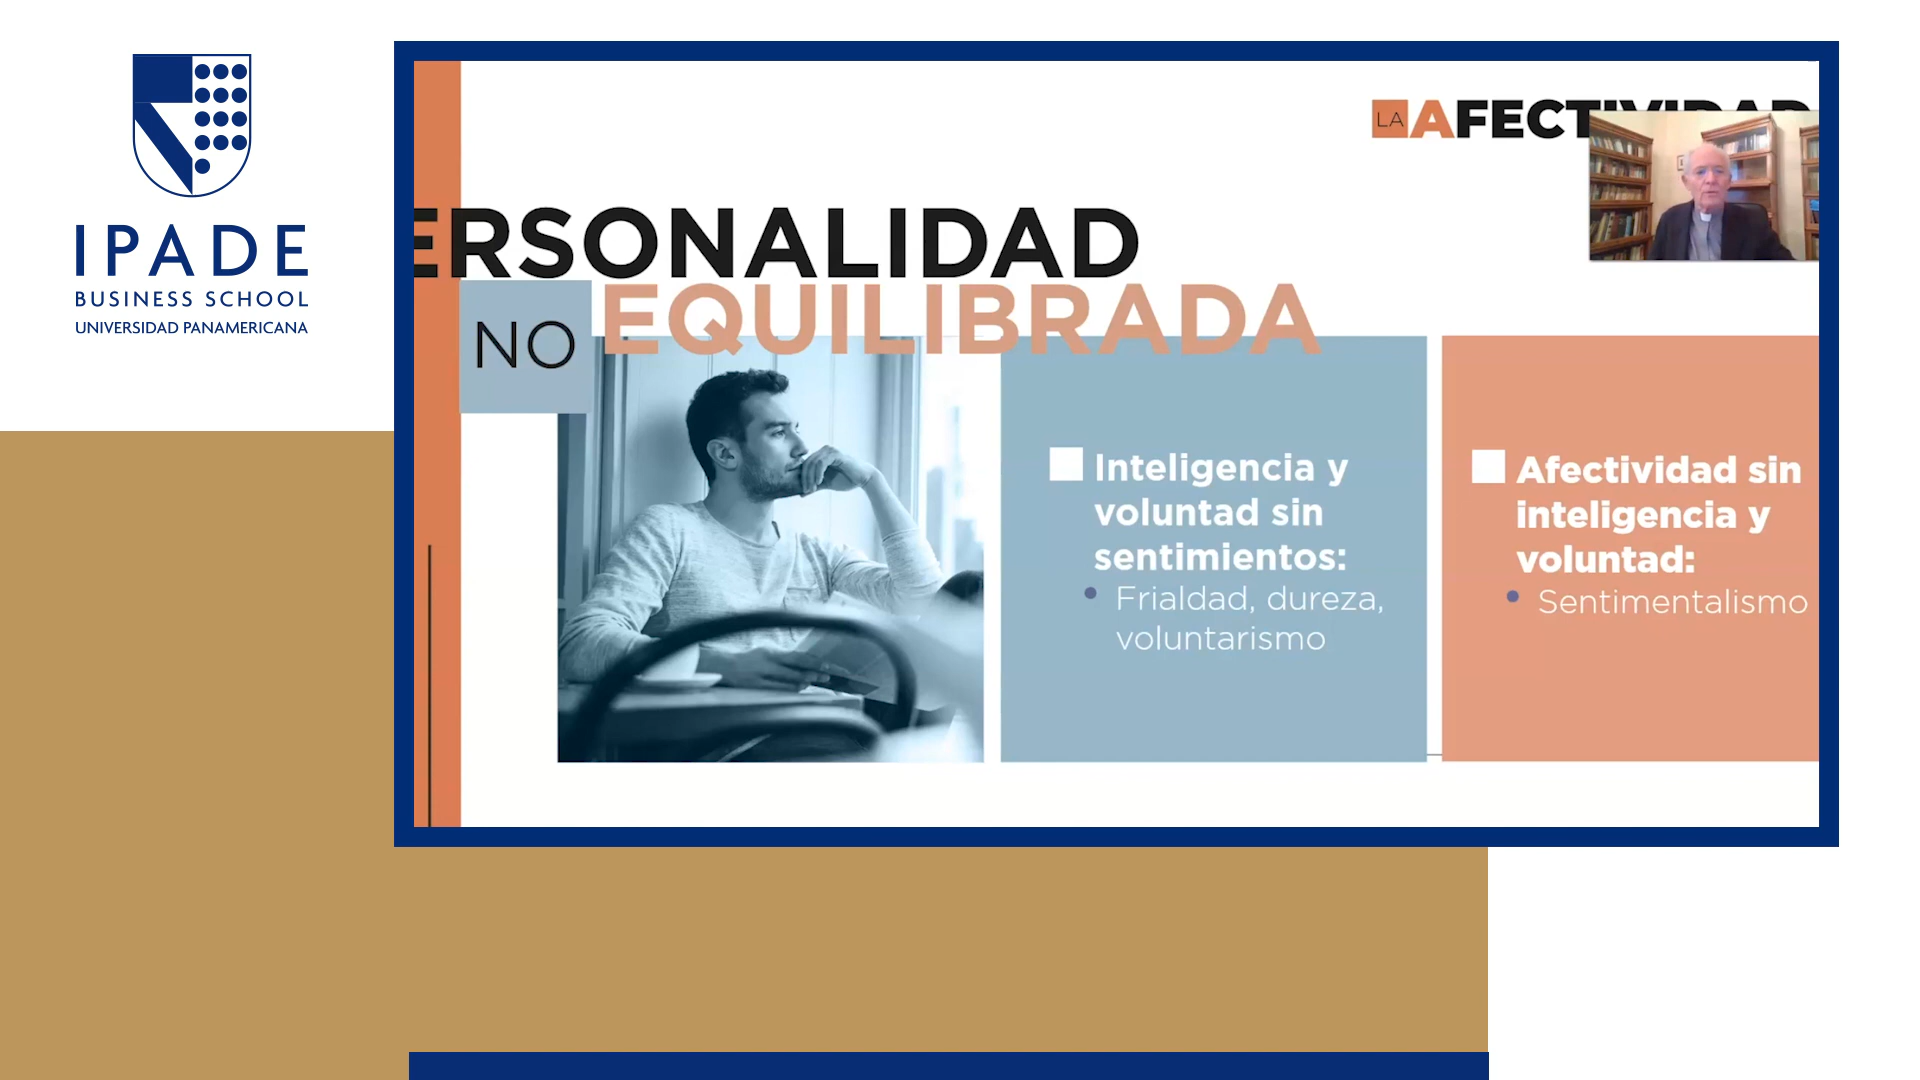 IPADE
BUSINESS SCHOOL
UNIVERSIDAD PANAMERICANA
LA AFECTIVIDAD
ERSONALIDAD
NO EQUILIBRADA
Inteligencia y
voluntad sin
sentimientos:
• Frialdad, dureza,
voluntarismo
Afectividad sin
inteligencia y
voluntad:
• Sentimentalismo